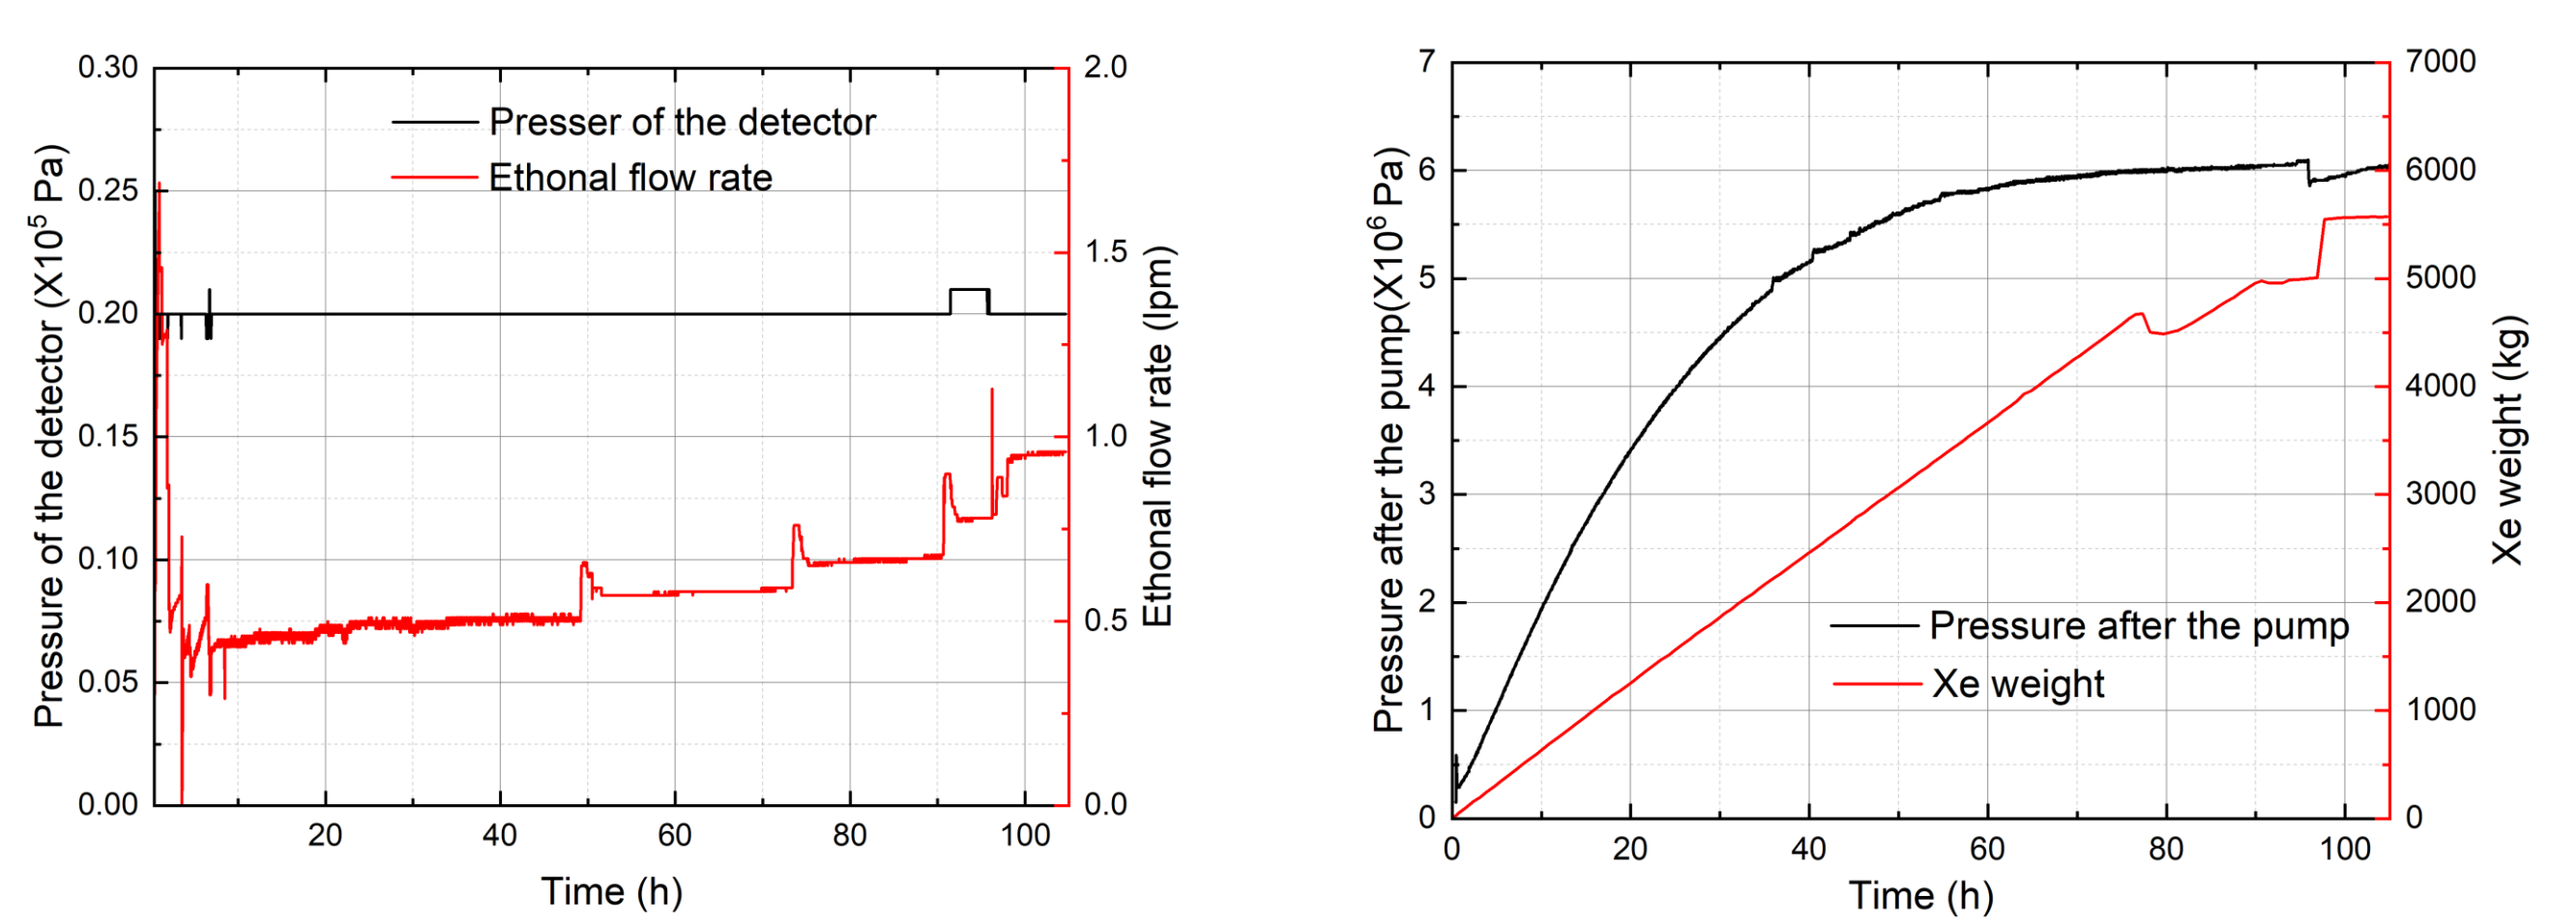 0.30
0.25
0.20
0.15
0.10
0.05
0.00
Pressure of the detector (X10⁵ Pa)
Presser of the detector
Ethonal flow rate
2.0
1.5
1.0
0.5
0.0
Ethonal flow rate (lpm)
20 40 60 80 100
Time (h)
7
6
5
4
3
2
1
0
Pressure after the pump(X10⁶ Pa)
Pressure after the pump
Xe weight
7000
6000
5000
4000
3000
2000
1000
0
Xe weight (kg)
0 20 40 60 80 100
Time (h)